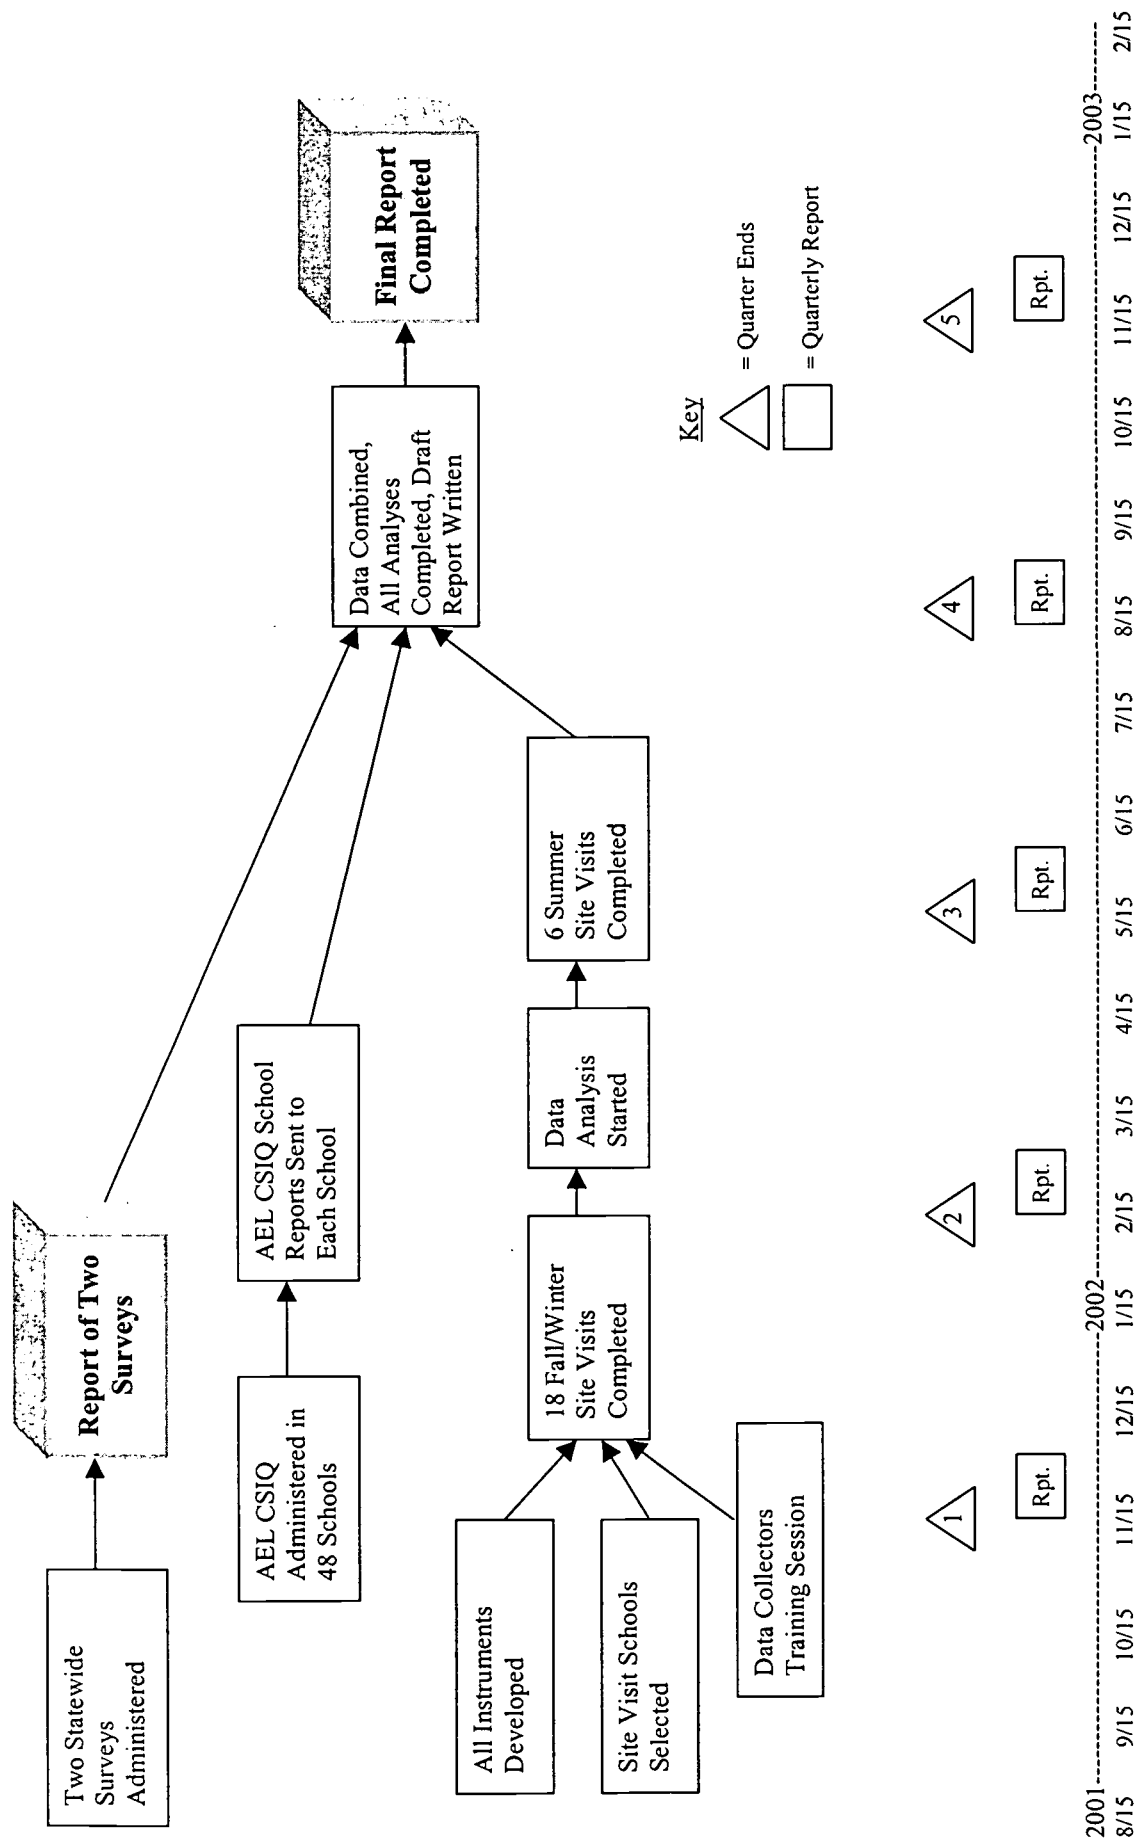 Two Statewide
Surveys
Administered
Report of Two
Surveys
AEL CSIQ
Administered in
48 Schools
AEL CSIQ School
Reports Sent to
Each School
Data Combined,
All Analyses
Completed, Draft
Report Written
Final Report
Completed
All Instruments
Developed
Site Visit Schools
Selected
Data Collectors
Training Session
18 Fall/Winter
Site Visits
Completed
Data
Analysis
Started
6 Summer
Site Visits
Completed
Key
= Quarter Ends
= Quarterly Report
1 2 3 4 5
Rpt. Rpt. Rpt. Rpt. Rpt.
2001------2002------2003------
8/15 9/15 10/15 11/15 12/15 1/15 2/15 3/15 4/15 5/15 6/15 7/15 8/15 9/15 10/15 11/15 12/15 1/15 2/15